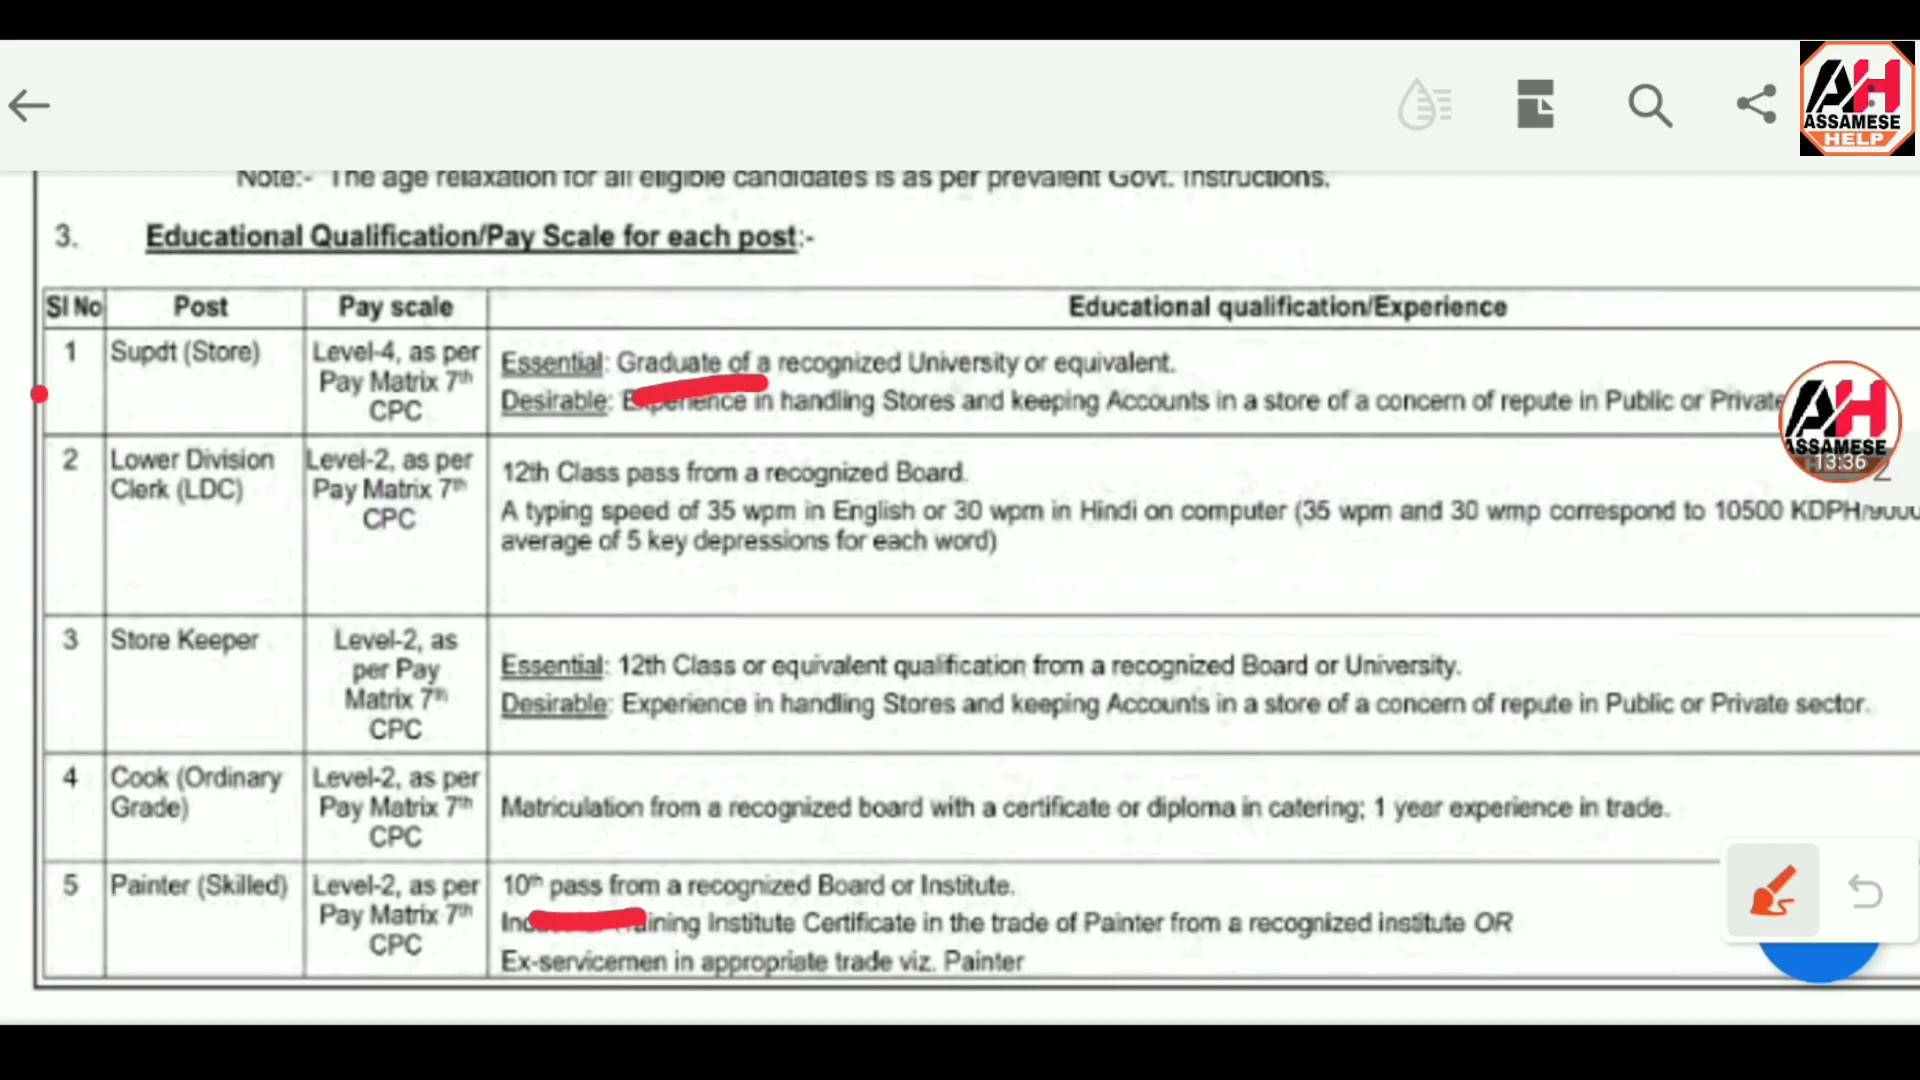 ASSAMESE
HELP
Note:- The age relaxation for all eligible candidates is as per prevalent Govt. Instructions.
3. Educational Qualification/Pay Scale for each post:-
Sl No Post Pay scale Educational qualification/Experience
1 Supdt (Store) Level-4, as per Pay Matrix 7th CPC
Essential: Graduate of a recognized University or equivalent.
Desirable: Experience in handling Stores and keeping Accounts in a store of a concern of repute in Public or Private
ASSAMESE
13:36
2
2 Lower Division Clerk (LDC) Level-2, as per Pay Matrix 7th CPC
12th Class pass from a recognized Board.
A typing speed of 35 wpm in English or 30 wpm in Hindi on computer (35 wpm and 30 wmp correspond to 10500 KDPH/9000
average of 5 key depressions for each word)
3 Store Keeper Level-2, as per Pay Matrix 7th CPC
Essential: 12th Class or equivalent qualification from a recognized Board or University.
Desirable: Experience in handling Stores and keeping Accounts in a store of a concern of repute in Public or Private sector.
4 Cook (Ordinary Grade) Level-2, as per Pay Matrix 7th CPC
Matriculation from a recognized board with a certificate or diploma in catering; 1 year experience in trade.
5 Painter (Skilled) Level-2, as per Pay Matrix 7th CPC
10th pass from a recognized Board or Institute.
Institute Certificate in the trade of Painter from a recognized institute OR
Ex-servicemen in appropriate trade viz. Painter